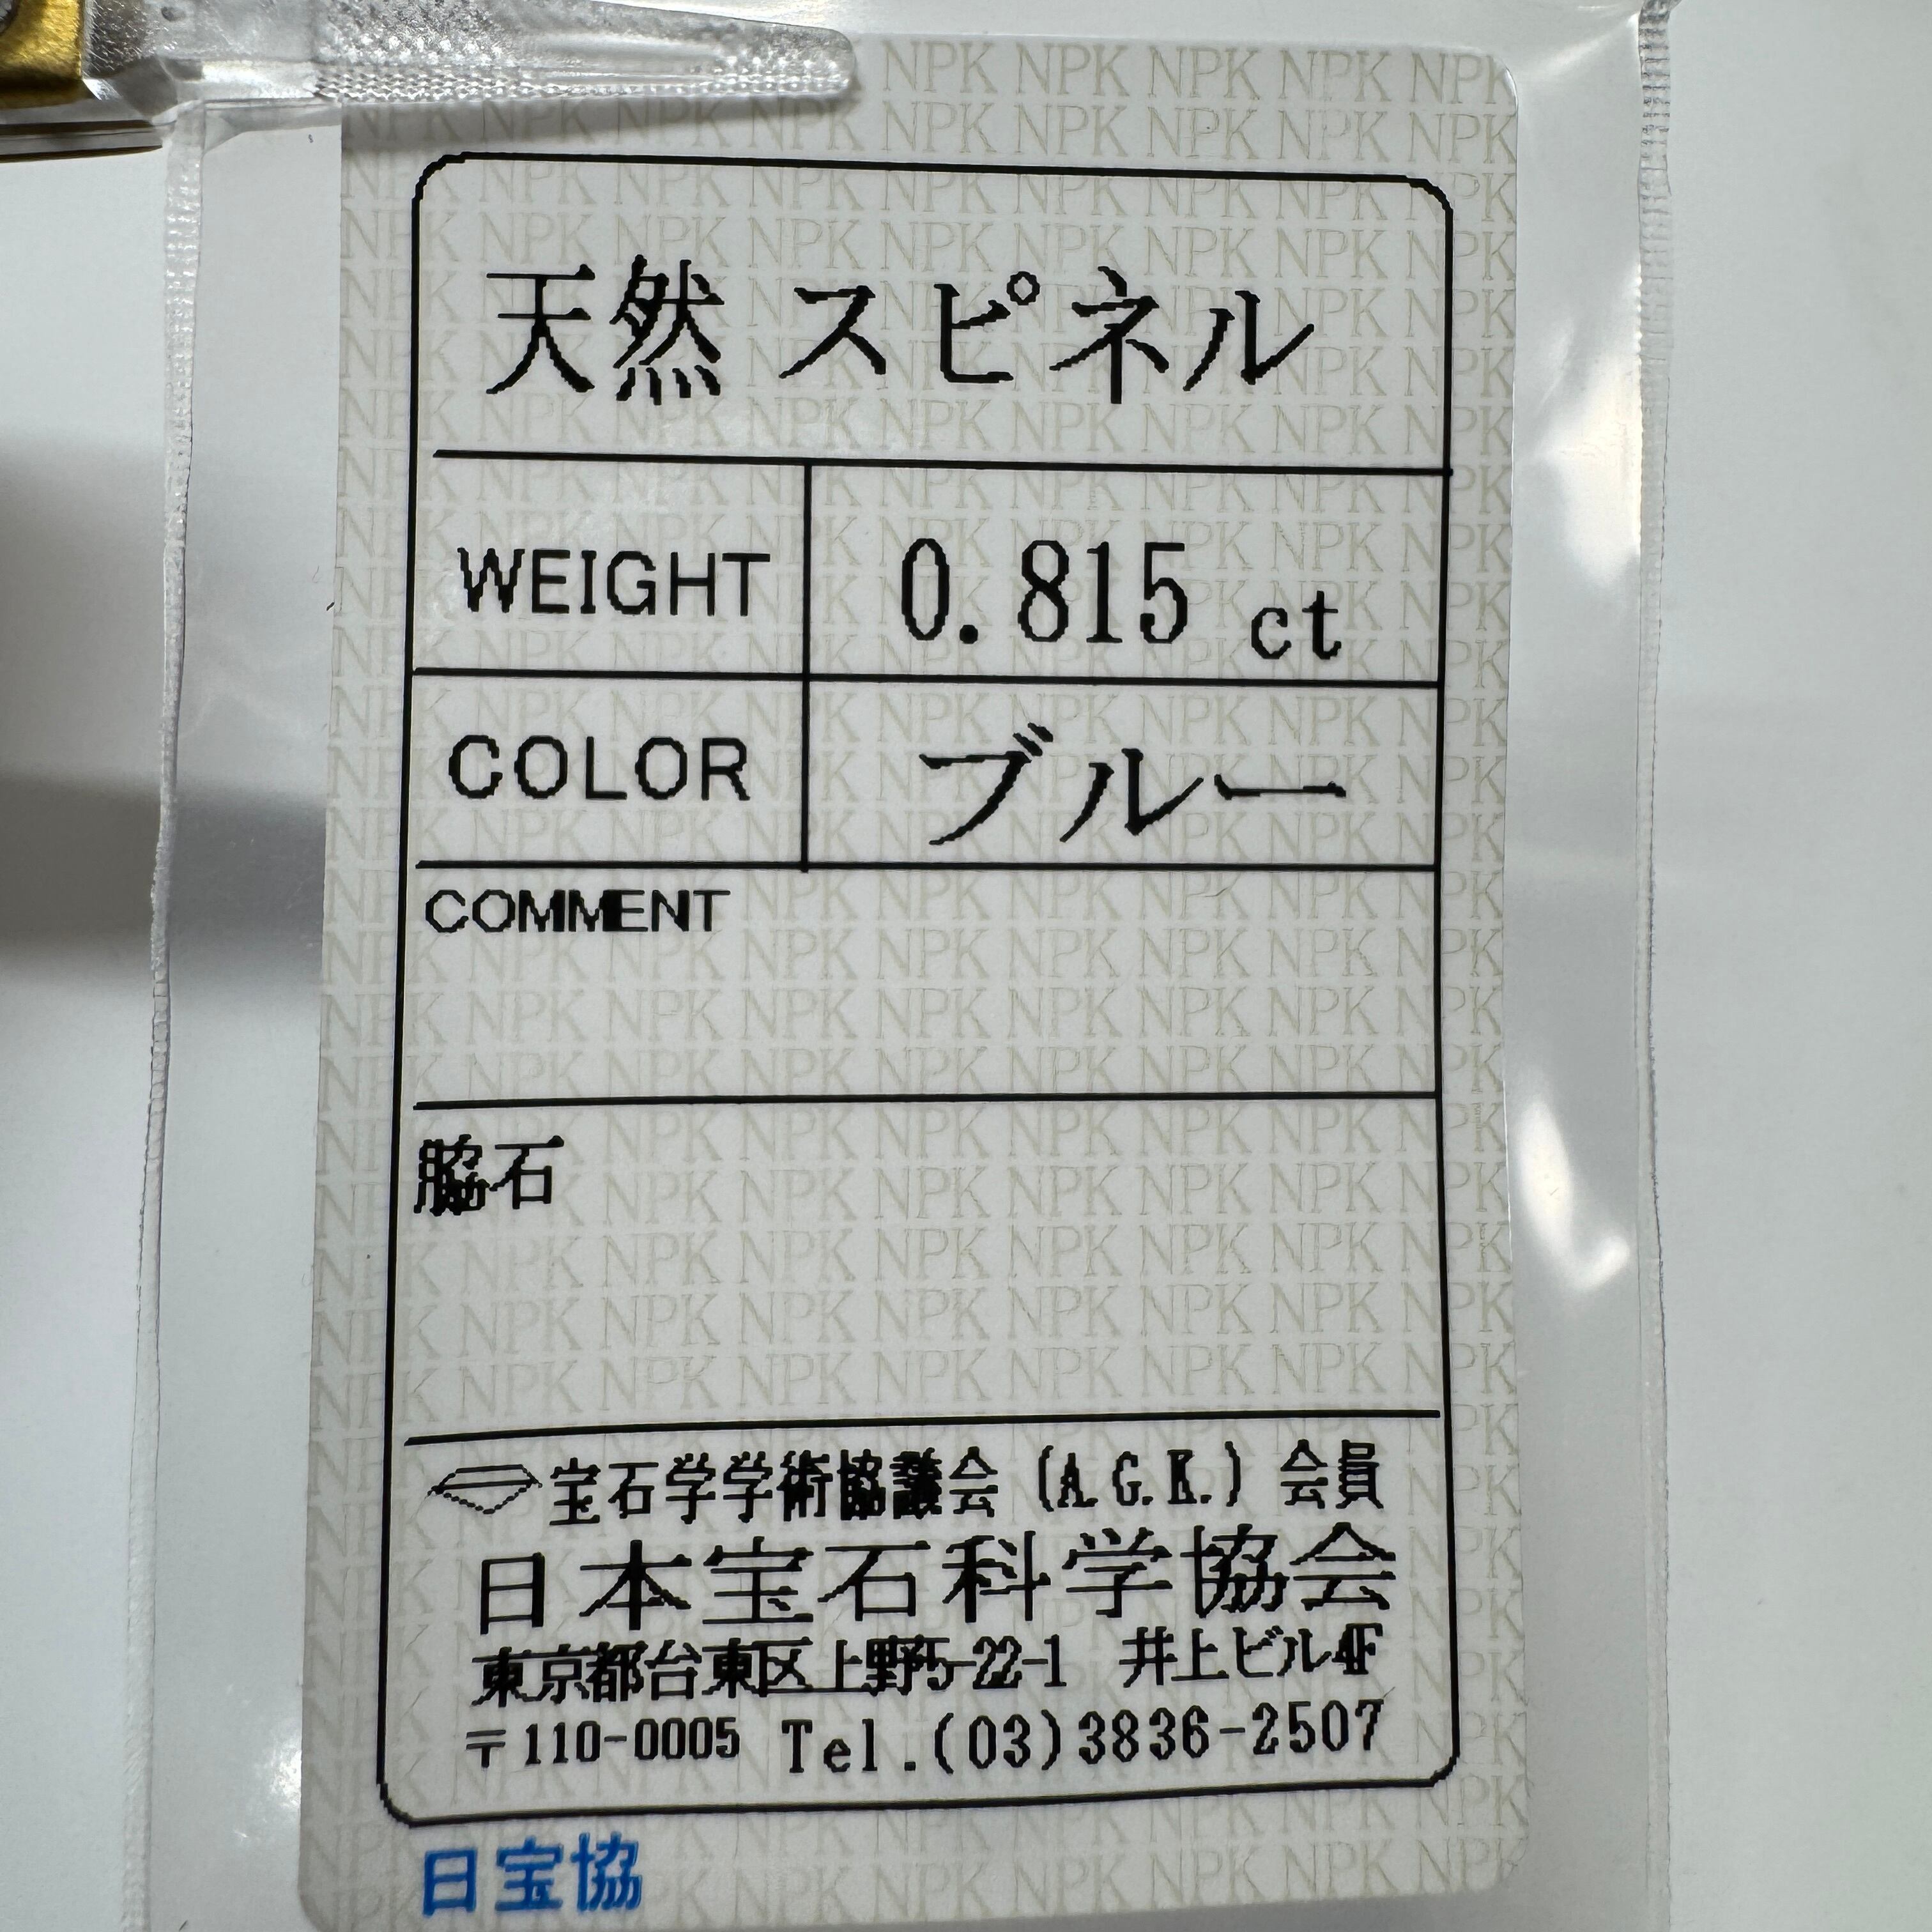 天然 スピネル
WEIGHT 0.815 ct
COLOR ブルー
COMMENT
脇石
宝石学学術協議会 (A.G.K.) 会員
日本宝石科学協会
東京都台東区上野5-22-1 井上ビル4F
〒110-0005 Tel.(03)3836-2507
日宝協